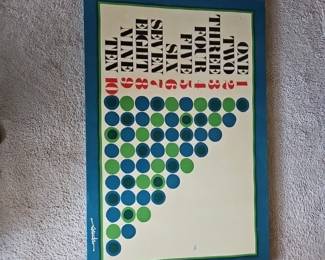 ONE 1
TWO 2
THREE 3
FOUR 4
FIVE 5
SIX 6
SEVEN 7
EIGHT 8
NINE 9
TEN 10